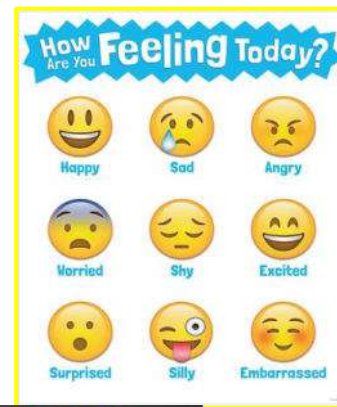 How Are You Feeling Today?
Happy Sad Angry
Worried Shy Excited
Surprised Silly Embarrassed